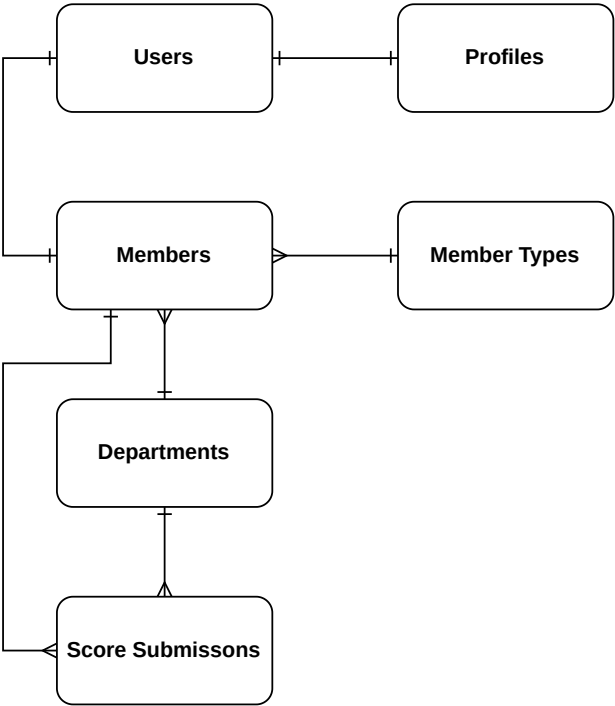 Users
Profiles
Members
Member Types
Departments
Score Submissons